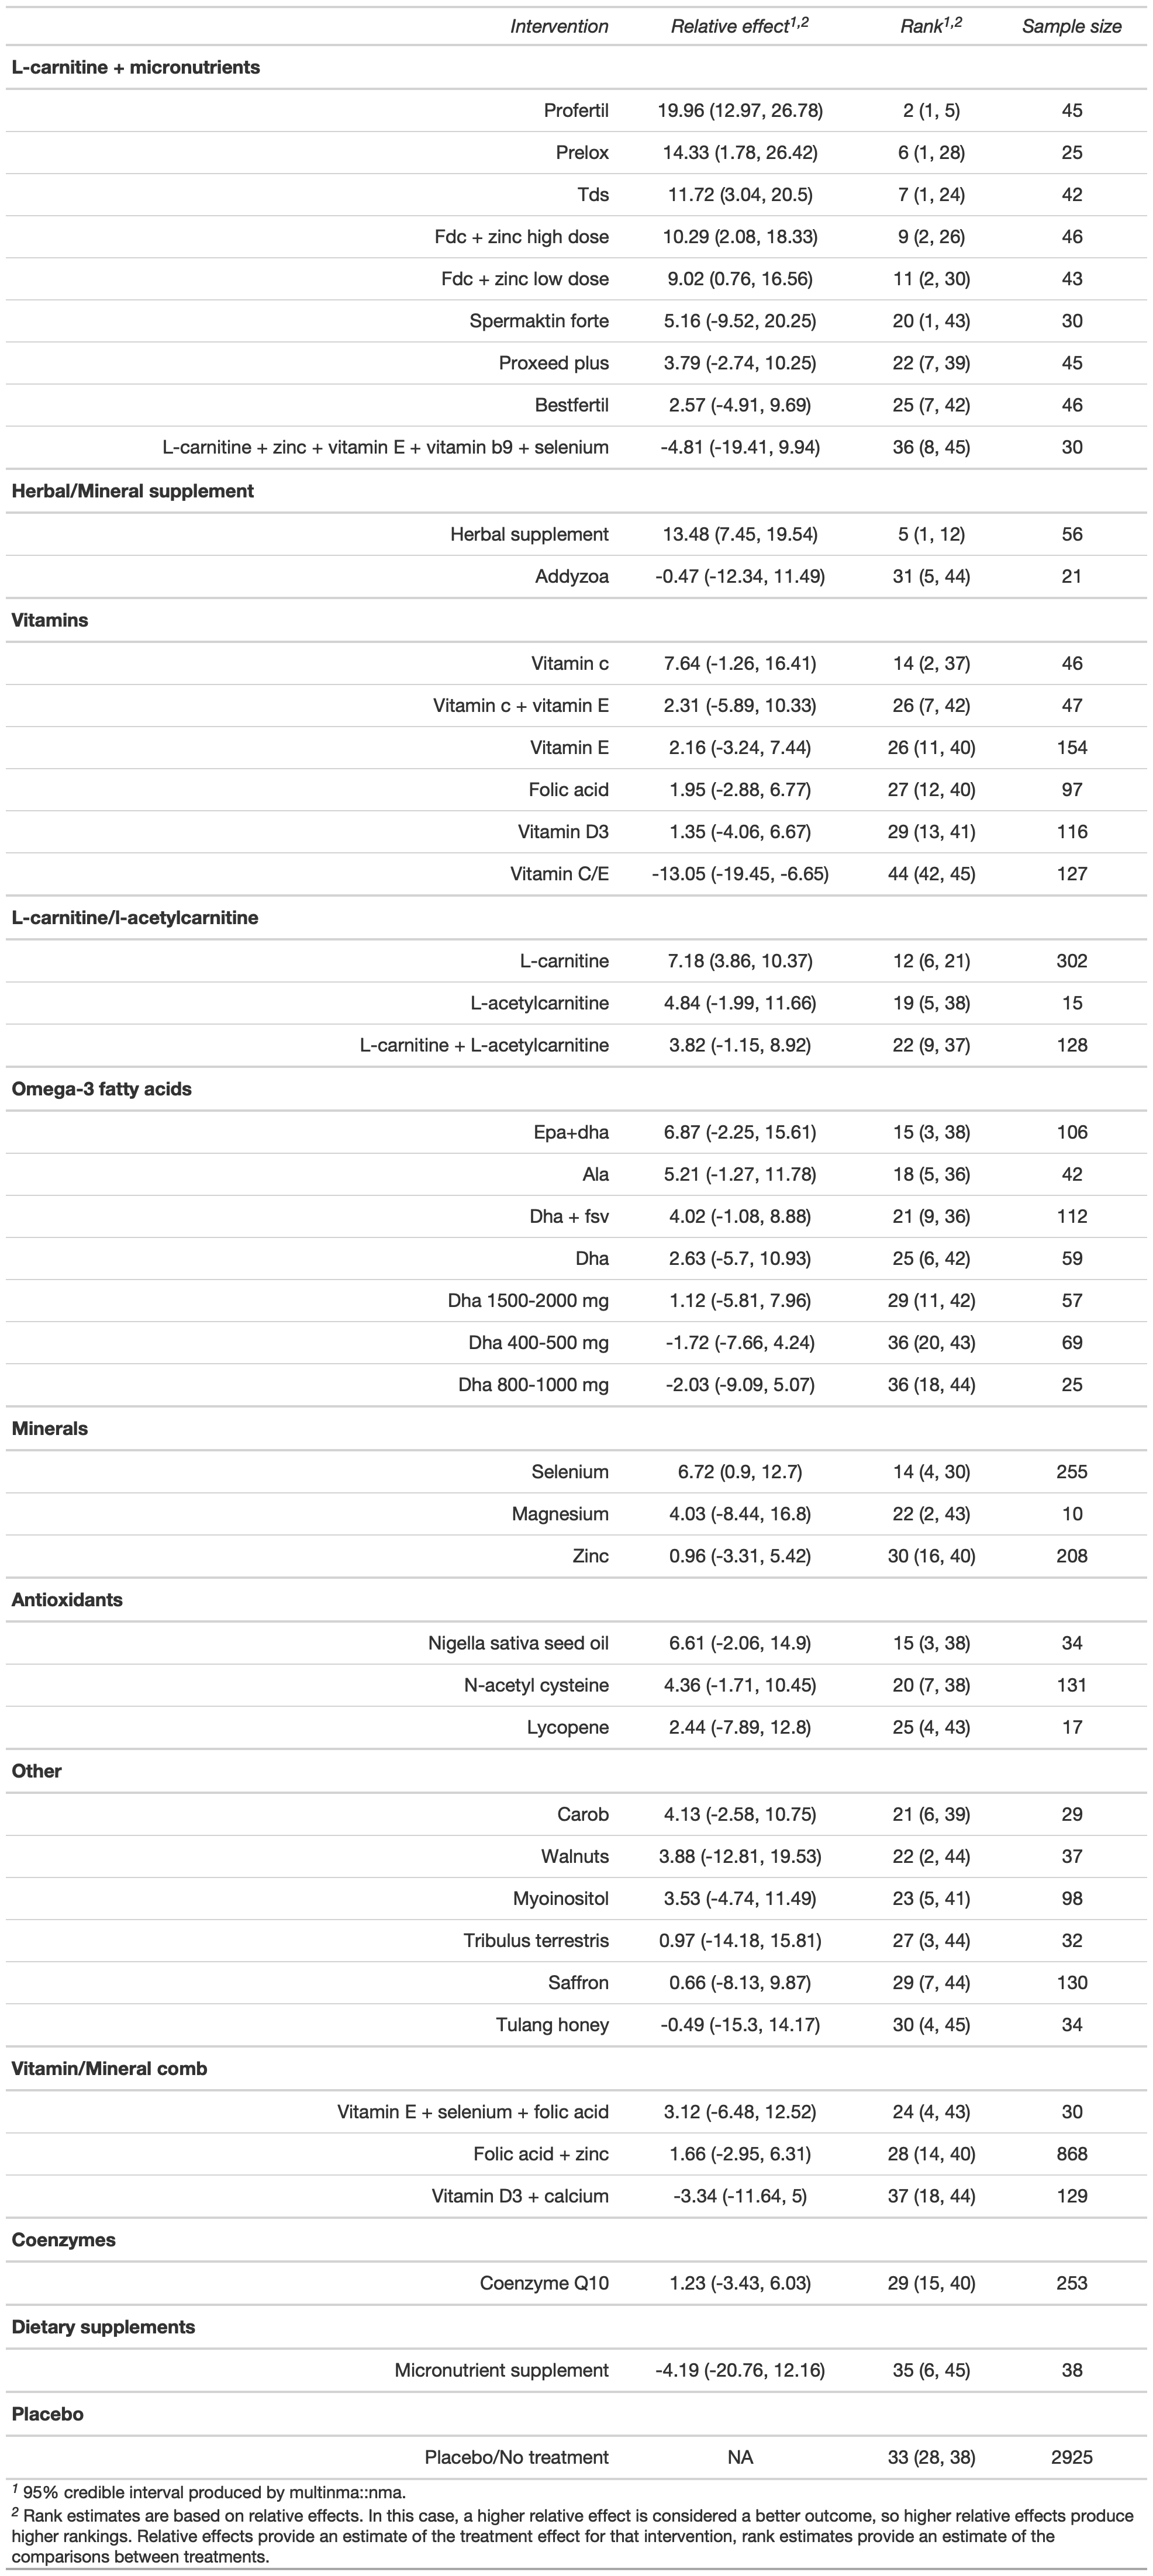 Intervention Relative effect1,2 Rank1,2 Sample size
L-carnitine + micronutrients
Profertil 19.96 (12.97, 26.78) 2 (1, 5) 45
Prelox 14.33 (1.78, 26.42) 6 (1, 28) 25
Tds 11.72 (3.04, 20.5) 7 (1, 24) 42
Fdc + zinc high dose 10.29 (2.08, 18.33) 9 (2, 26) 46
Fdc + zinc low dose 9.02 (0.76, 16.56) 11 (2, 30) 43
Spermaktin forte 5.16 (-9.52, 20.25) 20 (1, 43) 30
Proxeed plus 3.79 (-2.74, 10.25) 22 (7, 39) 45
Bestfertil 2.57 (-4.91, 9.69) 25 (7, 42) 46
L-carnitine + zinc + vitamin E + vitamin b9 + selenium -4.81 (-19.41, 9.94) 36 (8, 45) 30
Herbal/Mineral supplement
Herbal supplement 13.48 (7.45, 19.54) 5 (1, 12) 56
Addyzoa -0.47 (-12.34, 11.49) 31 (5, 44) 21
Vitamins
Vitamin c 7.64 (-1.26, 16.41) 14 (2, 37) 46
Vitamin c + vitamin E 2.31 (-5.89, 10.33) 26 (7, 42) 47
Vitamin E 2.16 (-3.24, 7.44) 26 (11, 40) 154
Folic acid 1.95 (-2.88, 6.77) 27 (12, 40) 97
Vitamin D3 1.35 (-4.06, 6.67) 29 (13, 41) 116
Vitamin C/E -13.05 (-19.45, -6.65) 44 (42, 45) 127
L-carnitine/l-acetylcarnitine
L-carnitine 7.18 (3.86, 10.37) 12 (6, 21) 302
L-acetylcarnitine 4.84 (-1.99, 11.66) 19 (5, 38) 15
L-carnitine + L-acetylcarnitine 3.82 (-1.15, 8.92) 22 (9, 37) 128
Omega-3 fatty acids
Epa+dha 6.87 (-2.25, 15.61) 15 (3, 38) 106
Ala 5.21 (-1.27, 11.78) 18 (5, 36) 42
Dha + fsv 4.02 (-1.08, 8.88) 21 (9, 36) 112
Dha 2.63 (-5.7, 10.93) 25 (6, 42) 59
Dha 1500-2000 mg 1.12 (-5.81, 7.96) 29 (11, 42) 57
Dha 400-500 mg -1.72 (-7.66, 4.24) 36 (20, 43) 69
Dha 800-1000 mg -2.03 (-9.09, 5.07) 36 (18, 44) 25
Minerals
Selenium 6.72 (0.9, 12.7) 14 (4, 30) 255
Magnesium 4.03 (-8.44, 16.8) 22 (2, 43) 10
Zinc 0.96 (-3.31, 5.42) 30 (16, 40) 208
Antioxidants
Nigella sativa seed oil 6.61 (-2.06, 14.9) 15 (3, 38) 34
N-acetyl cysteine 4.36 (-1.71, 10.45) 20 (7, 38) 131
Lycopene 2.44 (-7.89, 12.8) 25 (4, 43) 17
Other
Carob 4.13 (-2.58, 10.75) 21 (6, 39) 29
Walnuts 3.88 (-12.81, 19.53) 22 (2, 44) 37
Myoinositol 3.53 (-4.74, 11.49) 23 (5, 41) 98
Tribulus terrestris 0.97 (-14.18, 15.81) 27 (3, 44) 32
Saffron 0.66 (-8.13, 9.87) 29 (7, 44) 130
Tulang honey -0.49 (-15.3, 14.17) 30 (4, 45) 34
Vitamin/Mineral comb
Vitamin E + selenium + folic acid 3.12 (-6.48, 12.52) 24 (4, 43) 30
Folic acid + zinc 1.66 (-2.95, 6.31) 28 (14, 40) 868
Vitamin D3 + calcium -3.34 (-11.64, 5) 37 (18, 44) 129
Coenzymes
Coenzyme Q10 1.23 (-3.43, 6.03) 29 (15, 40) 253
Dietary supplements
Micronutrient supplement -4.19 (-20.76, 12.16) 35 (6, 45) 38
Placebo
Placebo/No treatment NA 33 (28, 38) 2925
1 95% credible interval produced by multinma::nma.
2 Rank estimates are based on relative effects. In this case, a higher relative effect is considered a better outcome, so higher relative effects produce
higher rankings. Relative effects provide an estimate of the treatment effect for that intervention, rank estimates provide an estimate of the
comparisons between treatments.